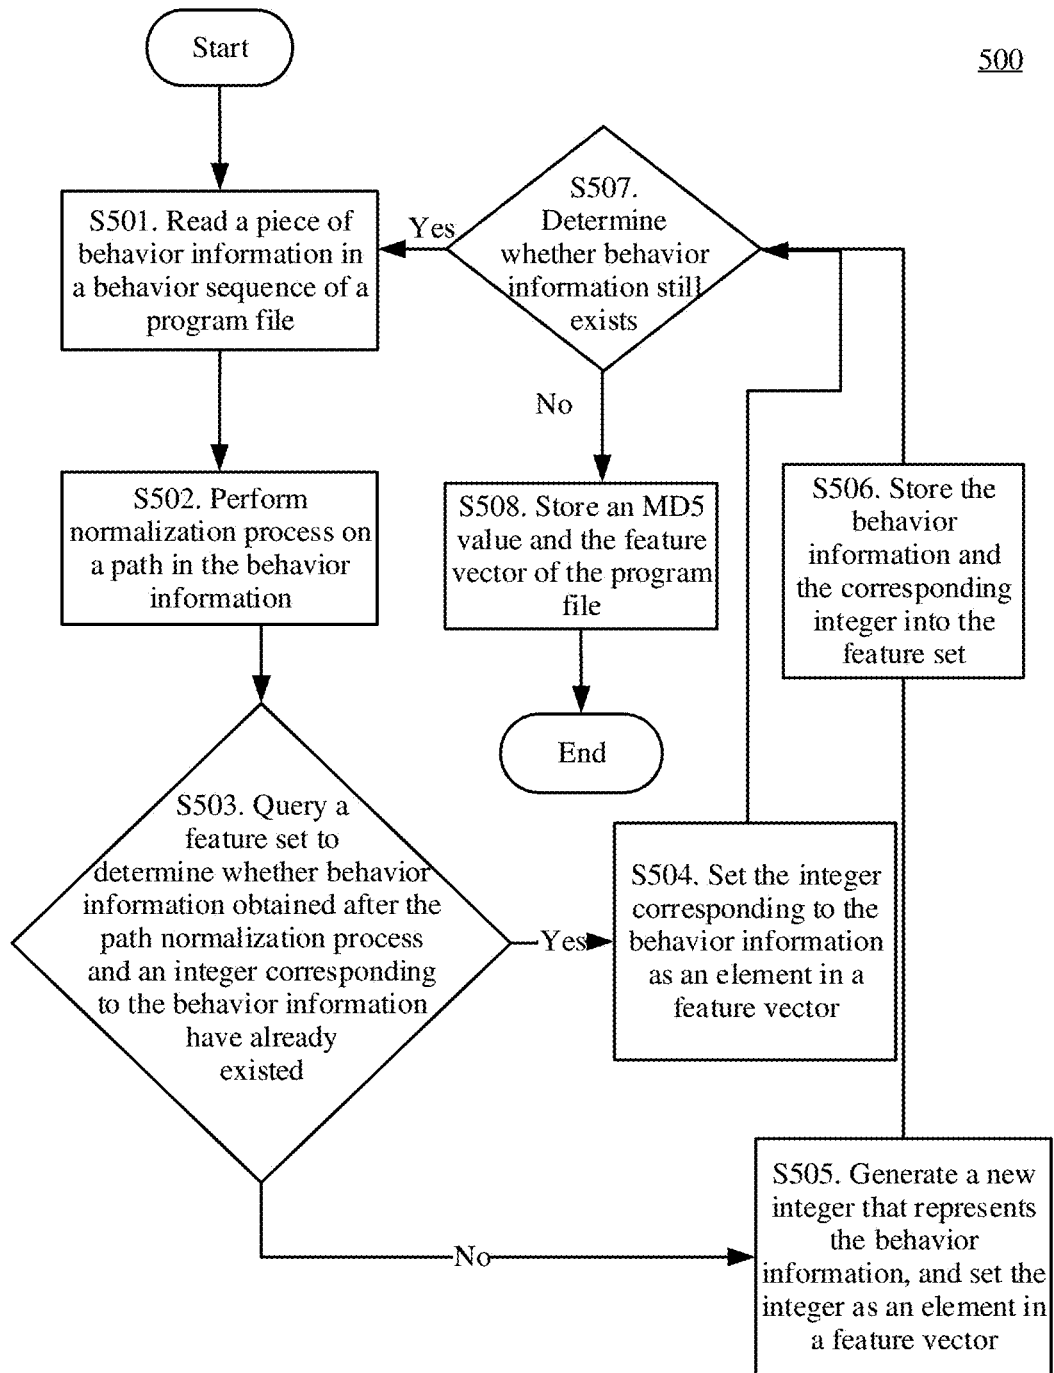 Start
500
S501. Read a piece of
behavior information in
a behavior sequence of a
program file
Yes
S507.
Determine
whether behavior
information still
exists
No
S502. Perform
normalization process on
a path in the behavior
information
S508. Store an MD5
value and the feature
vector of the program
file
S506. Store the
behavior
information and
the corresponding
integer into the
feature set
End
S503. Query a
feature set to
determine whether behavior
information obtained after the
path normalization process
and an integer corresponding
to the behavior information
have already
existed
Yes
S504. Set the integer
corresponding to the
behavior information
as an element in a
feature vector
No
S505. Generate a new
integer that represents
the behavior
information, and set the
integer as an element in
a feature vector